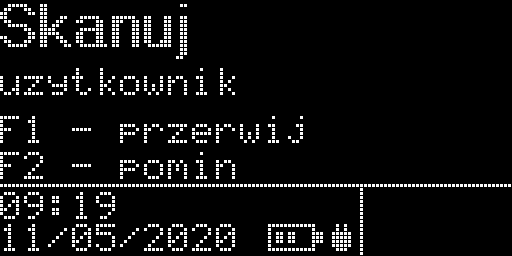 Skanuj
uzytkownik
F1 - przerwij
F2 - pomin
09:19
11/05/2020